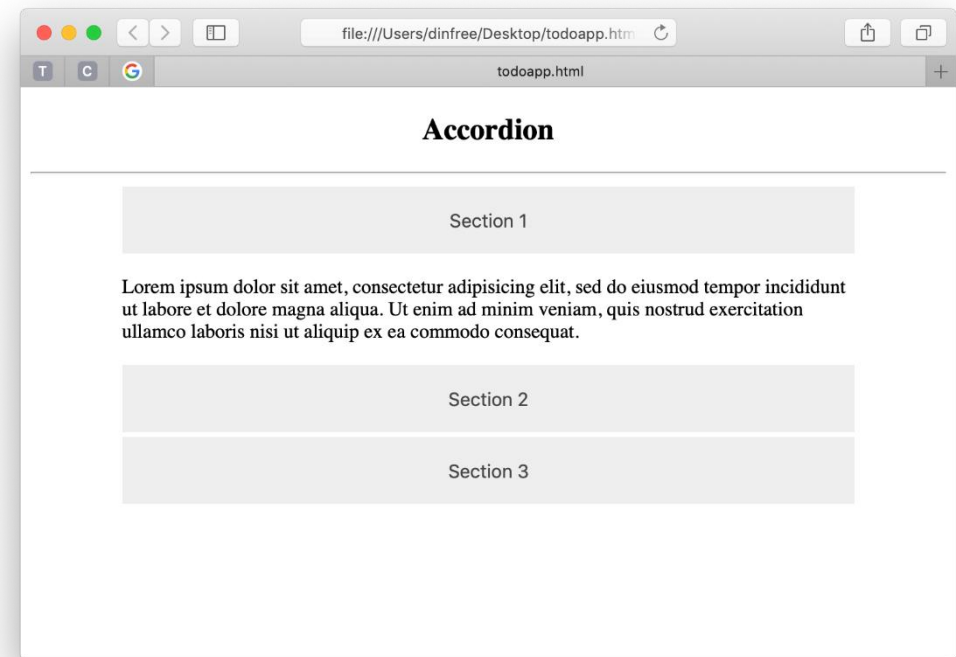 file:///Users/dinfree/Desktop/todoapp.htm
T C G todoapp.html
Accordion
Section 1
Lorem ipsum dolor sit amet, consectetur adipisicing elit, sed do eiusmod tempor incididunt
ut labore et dolore magna aliqua. Ut enim ad minim veniam, quis nostrud exercitation
ullamco laboris nisi ut aliquip ex ea commodo consequat.
Section 2
Section 3